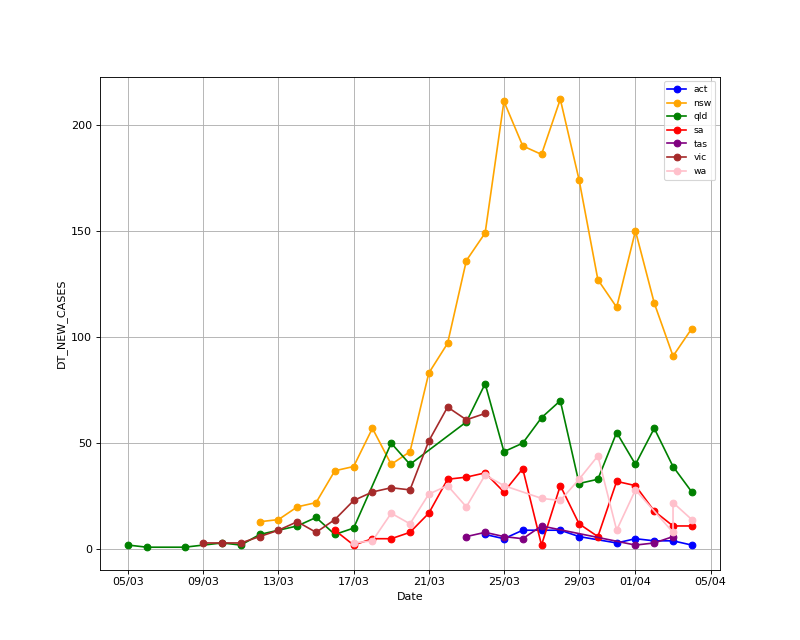 act
nsw
qld
sa
tas
vic
wa
200
150
100
50
0
DT_NEW_CASES
05/03 09/03 13/03 17/03 21/03 25/03 29/03 01/04 05/04
Date